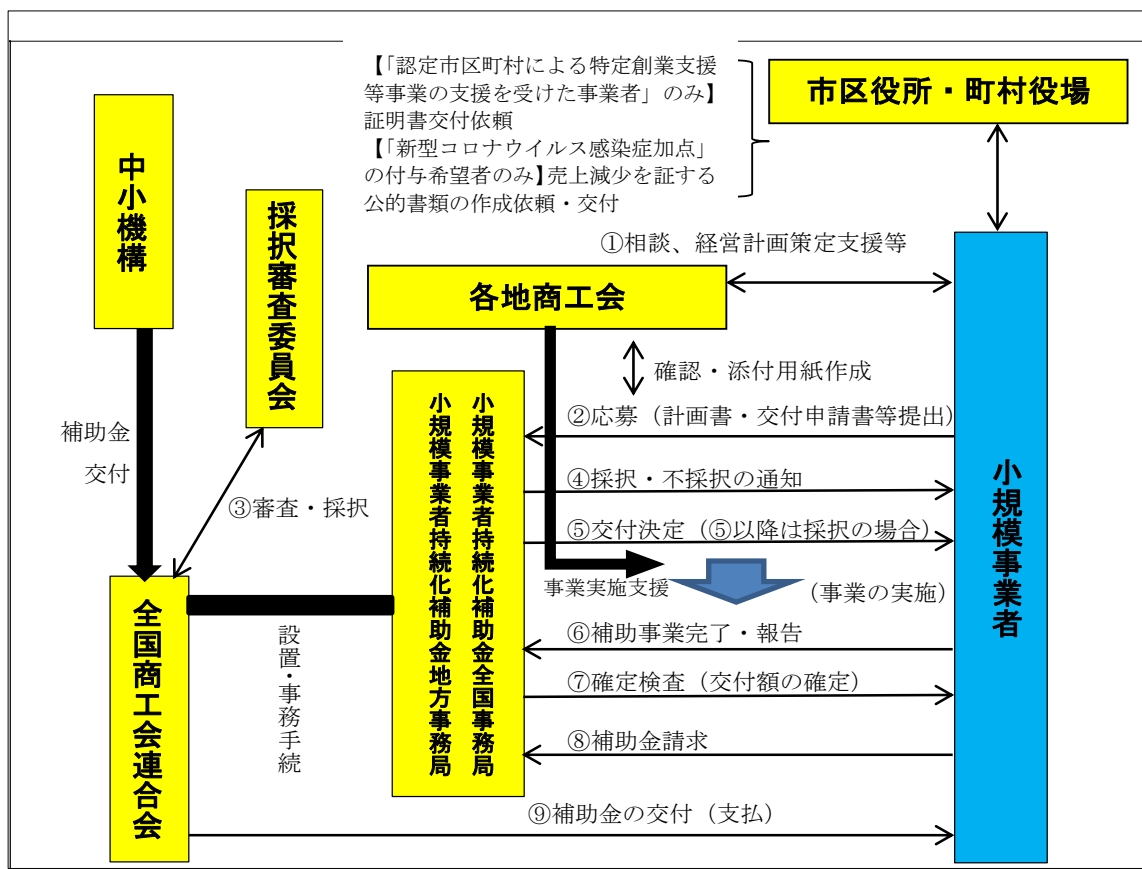 【「認定市区町村による特定創業支援
等事業の支援を受けた事業者」のみ】
証明書交付依頼
【「新型コロナウイルス感染症加点」
の付与希望者のみ】売上減少を証する
公的書類の作成依頼・交付
市区役所・町村役場
中小機構
採択審査委員会
①相談、経営計画策定支援等
各地商工会
確認・添付用紙作成
小規模事業者持続化補助金全国事務局
小規模事業者持続化補助金地方事務局
②応募（計画書・交付申請書等提出）
補助金
交付
③審査・採択
④採択・不採択の通知
⑤交付決定（⑤以降は採択の場合）
小規模事業者
事業実施支援
（事業の実施）
全国商工会連合会
設置・事務手続
⑥補助事業完了・報告
⑦確定検査（交付額の確定）
⑧補助金請求
⑨補助金の交付（支払）